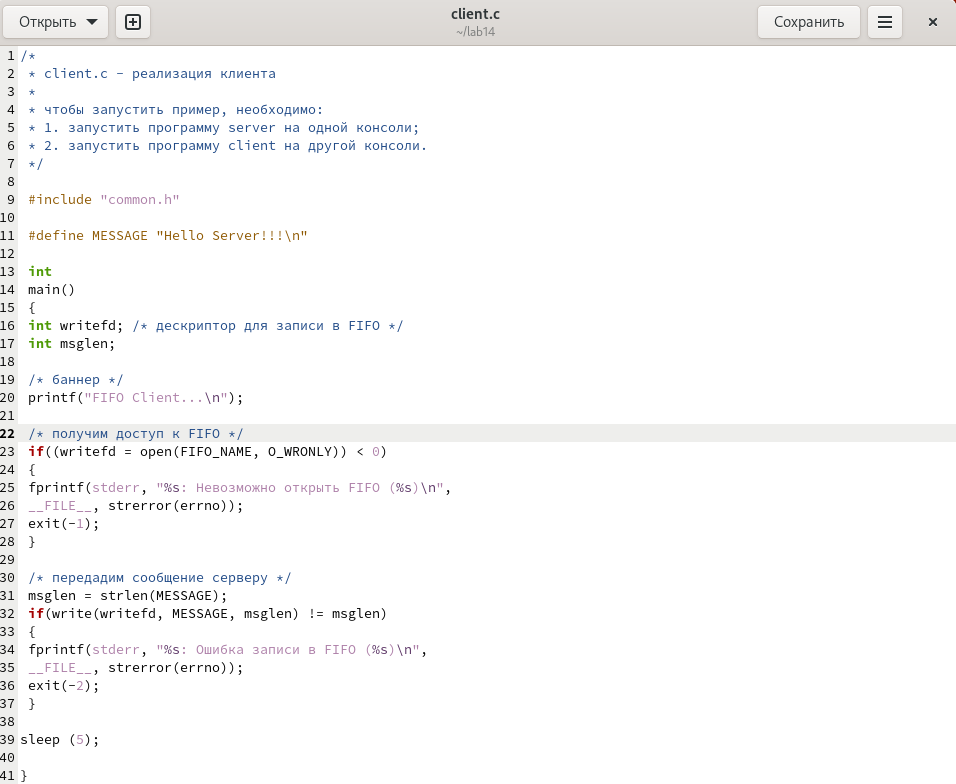 Открыть
client.c
~/lab14
Сохранить
1 /*
2  * client.c - реализация клиента
3  *
4  * чтобы запустить пример, необходимо:
5  * 1. запустить программу server на одной консоли;
6  * 2. запустить программу client на другой консоли.
7  */
8
9  #include "common.h"
10
11  #define MESSAGE "Hello Server!!!\n"
12
13  int
14  main()
15  {
16  int writefd; /* дескриптор для записи в FIFO */
17  int msglen;
18
19  /* баннер */
20  printf("FIFO Client...\n");
21
22  /* получим доступ к FIFO */
23  if((writefd = open(FIFO_NAME, O_WRONLY)) < 0)
24  {
25  fprintf(stderr, "%s: Невозможно открыть FIFO (%s)\n",
26  __FILE__, strerror(errno));
27  exit(-1);
28  }
29
30  /* передадим сообщение серверу */
31  msglen = strlen(MESSAGE);
32  if(write(writefd, MESSAGE, msglen) != msglen)
33  {
34  fprintf(stderr, "%s: Ошибка записи в FIFO (%s)\n",
35  __FILE__, strerror(errno));
36  exit(-2);
37  }
38
39 sleep (5);
40
41 }